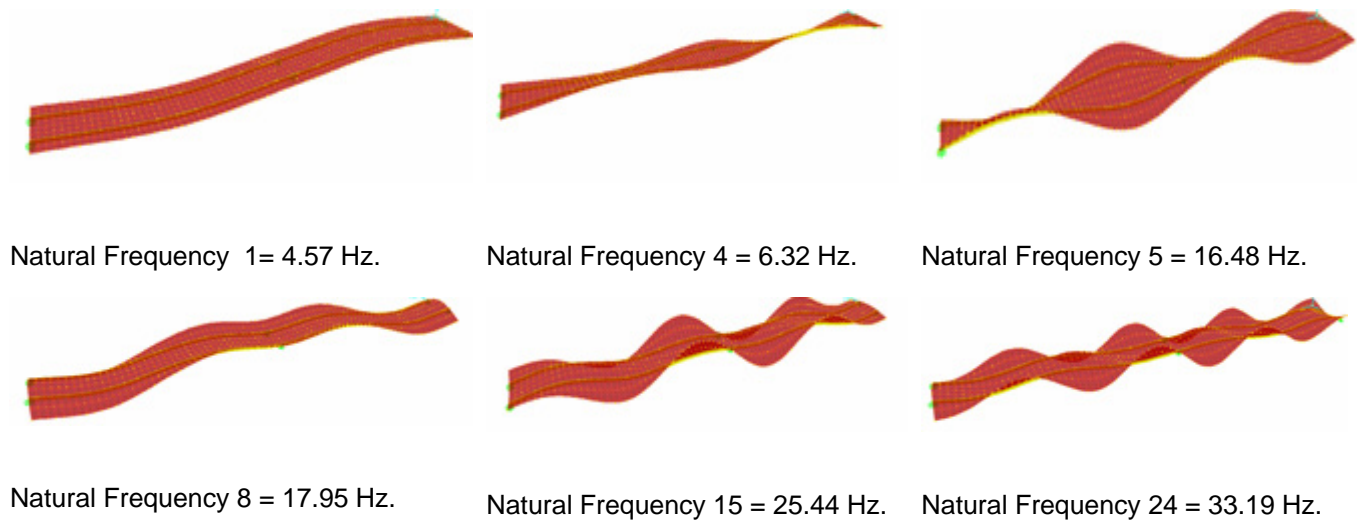 Natural Frequency  1= 4.57 Hz.
Natural Frequency 4 = 6.32 Hz.
Natural Frequency 5 = 16.48 Hz.
Natural Frequency 8 = 17.95 Hz.
Natural Frequency 15 = 25.44 Hz.
Natural Frequency 24 = 33.19 Hz.